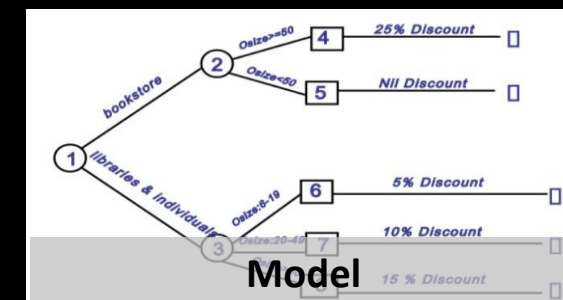 Osize>=50
4
25% Discount
2
Osize<50
5
Nil Discount
bookstore
1
libraries & individuals
Osize:6-19
6
5% Discount
Osize:20-49
7
10% Discount
3
15 % Discount
Model